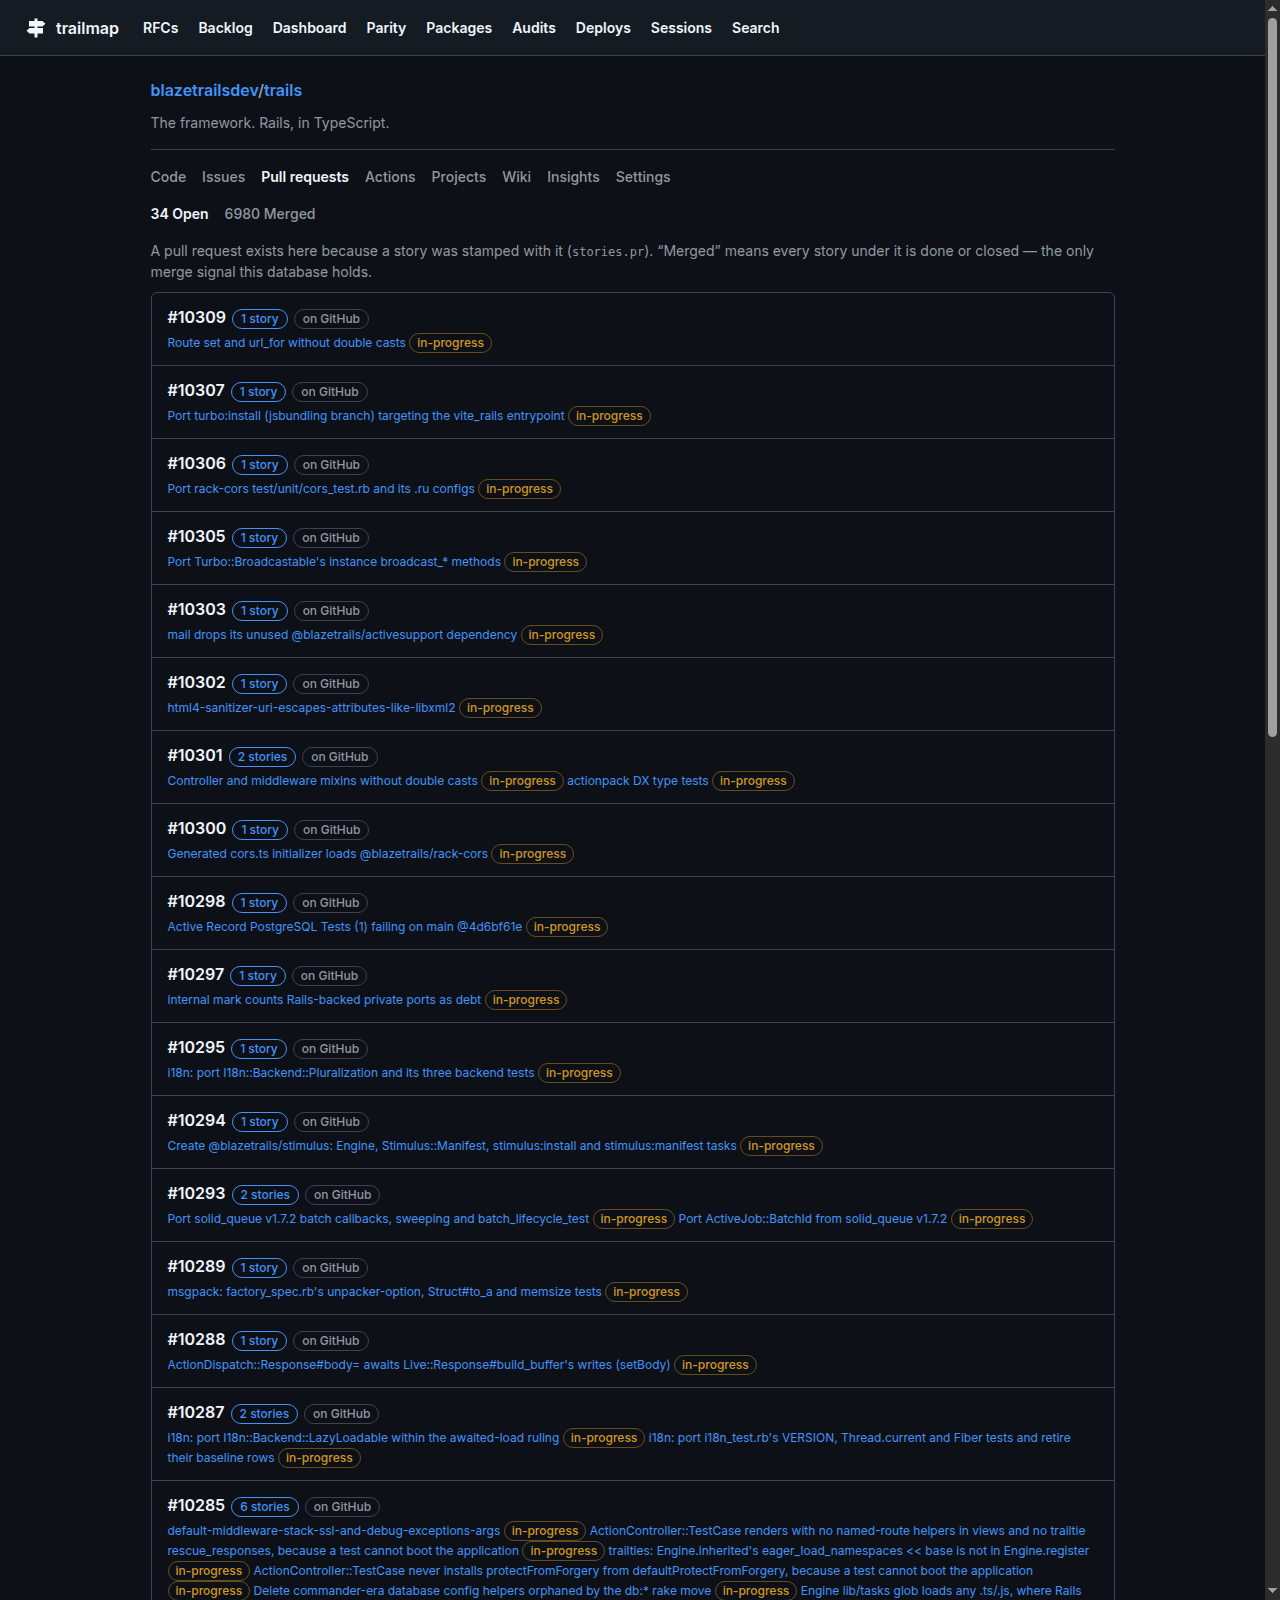 trailmap RFCs Backlog Dashboard Parity Packages Audits Deploys Sessions Search
blazetrailsdev/trails
The framework. Rails, in TypeScript.
Code Issues Pull requests Actions Projects Wiki Insights Settings
34 Open 6980 Merged
A pull request exists here because a story was stamped with it (stories.pr). “Merged” means every story under it is done or closed — the only
merge signal this database holds.
#10309 1 story on GitHub
Route set and url_for without double casts in-progress
#10307 1 story on GitHub
Port turbo:install (jsbundling branch) targeting the vite_rails entrypoint in-progress
#10306 1 story on GitHub
Port rack-cors test/unit/cors_test.rb and its .ru configs in-progress
#10305 1 story on GitHub
Port Turbo::Broadcastable's instance broadcast_* methods in-progress
#10303 1 story on GitHub
mail drops its unused @blazetrails/activesupport dependency in-progress
#10302 1 story on GitHub
html4-sanitizer-uri-escapes-attributes-like-libxml2 in-progress
#10301 2 stories on GitHub
Controller and middleware mixins without double casts in-progress actionpack DX type tests in-progress
#10300 1 story on GitHub
Generated cors.ts initializer loads @blazetrails/rack-cors in-progress
#10298 1 story on GitHub
Active Record PostgreSQL Tests (1) failing on main @4d6bf61e in-progress
#10297 1 story on GitHub
internal mark counts Rails-backed private ports as debt in-progress
#10295 1 story on GitHub
i18n: port I18n::Backend::Pluralization and its three backend tests in-progress
#10294 1 story on GitHub
Create @blazetrails/stimulus: Engine, Stimulus::Manifest, stimulus:install and stimulus:manifest tasks in-progress
#10293 2 stories on GitHub
Port solid_queue v1.7.2 batch callbacks, sweeping and batch_lifecycle_test in-progress Port ActiveJob::BatchId from solid_queue v1.7.2 in-progress
#10289 1 story on GitHub
msgpack: factory_spec.rb's unpacker-option, Struct#to_a and memsize tests in-progress
#10288 1 story on GitHub
ActionDispatch::Response#body= awaits Live::Response#build_buffer's writes (setBody) in-progress
#10287 2 stories on GitHub
i18n: port I18n::Backend::LazyLoadable within the awaited-load ruling in-progress i18n: port i18n_test.rb's VERSION, Thread.current and Fiber tests and retire
their baseline rows in-progress
#10285 6 stories on GitHub
default-middleware-stack-ssl-and-debug-exceptions-args in-progress ActionController::TestCase renders with no named-route helpers in views and no trailtie
rescue_responses, because a test cannot boot the application in-progress trailties: Engine.inherited's eager_load_namespaces << base is not in Engine.register
in-progress ActionController::TestCase never installs protectFromForgery from defaultProtectFromForgery, because a test cannot boot the application
in-progress Delete commander-era database config helpers orphaned by the db:* rake move in-progress Engine lib/tasks glob loads any .ts/.js, where Rails